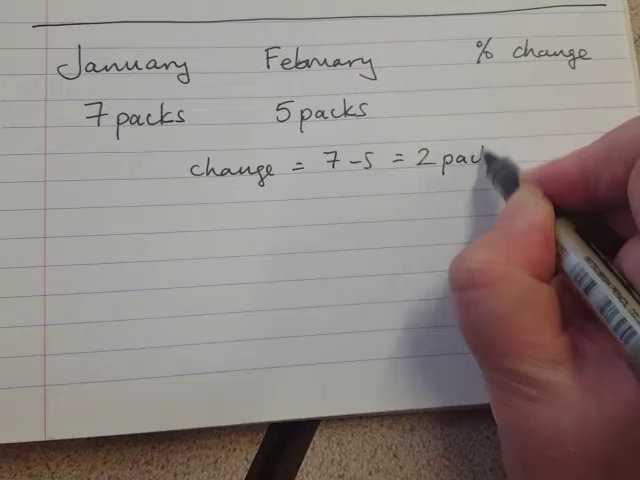 January February % change
7 packs 5 packs
change = 7 - 5 = 2 pac